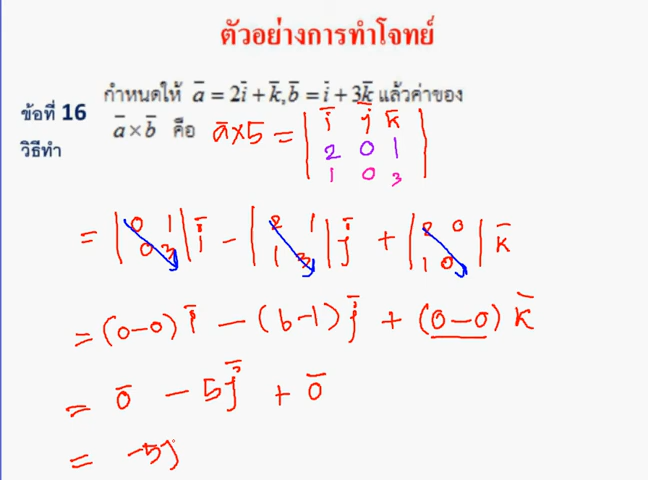 ตัวอย่างการทำโจทย์
ข้อที่ 16 กำหนดให้ a̅ = 2i̅ + k̅, b̅ = i̅ + 3k̅ แล้วค่าของ
a̅ × b̅ คือ a̅×b̅ = | i̅ j̅ k̅ |
| 2 0 1 |
| 1 0 3 |
วิธีทำ
= | 0 1 | i̅ − | 2 1 | j̅ + | 2 0 | k̅
| 0 3 | | 1 3 | | 1 0 |
= (0−0) i̅ − (6−1) j̅ + (0−0) k̅
= 0̅ − 5j̅ + 0̅
= −5j